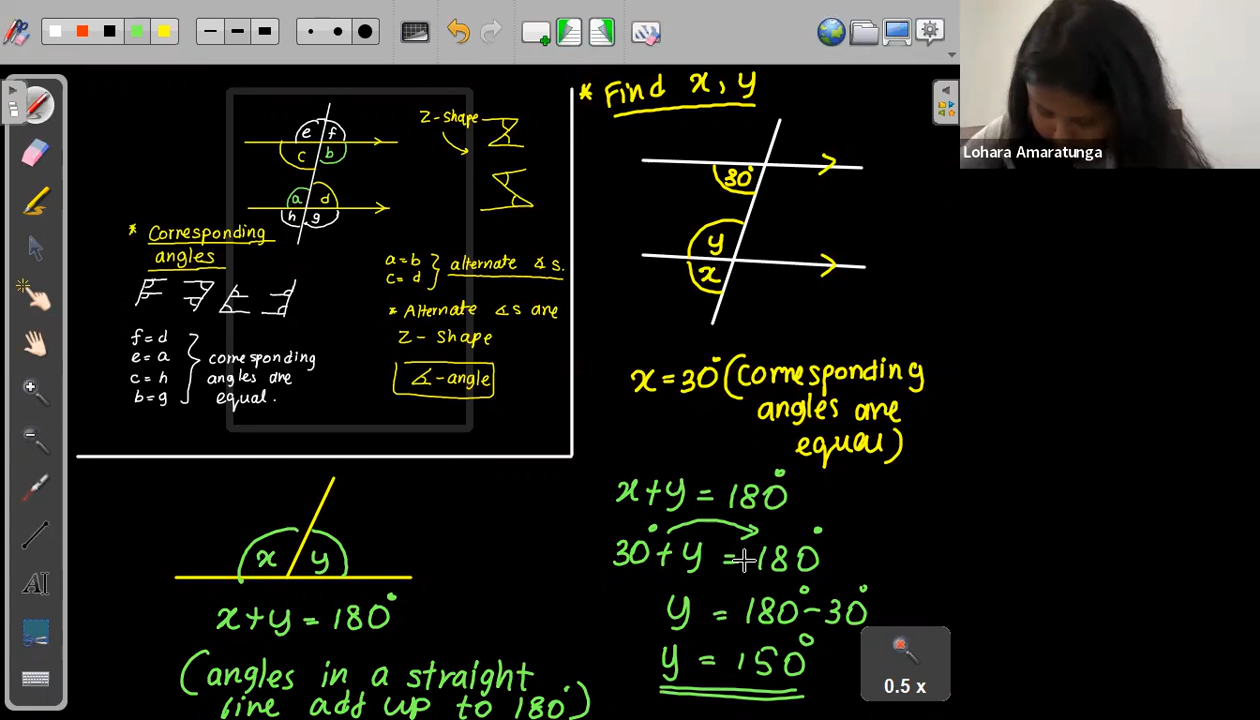 e f
c b
a d
h g
Z-shape
* Corresponding
angles
a=b
c=d
alternate ∡s.
* Alternate ∡s are
Z-shape
∡-angle
f=d
e=a
c=h
b=g
corresponding
angles are
equal.
* Find x, y
30°
y
x
x=30° (Corresponding
angles are
equal)
x+y=180°
30°+y=180°
y=180°-30°
y=150°
x y
x+y=180°
(angles in a straight
line add up to 180°)
Lohara Amaratunga
AI
0.5 x